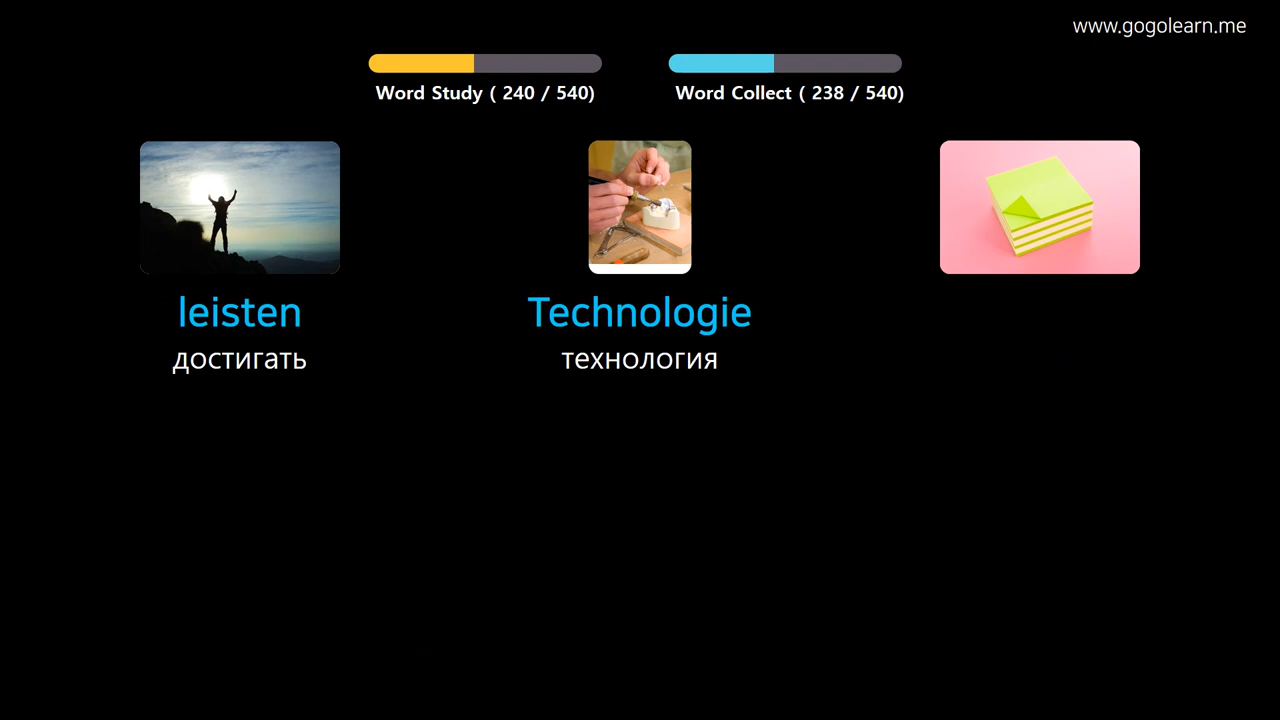 www.gogolearn.me
Word Study ( 240 / 540)
Word Collect ( 238 / 540)
leisten
Technologie
достигать
технология